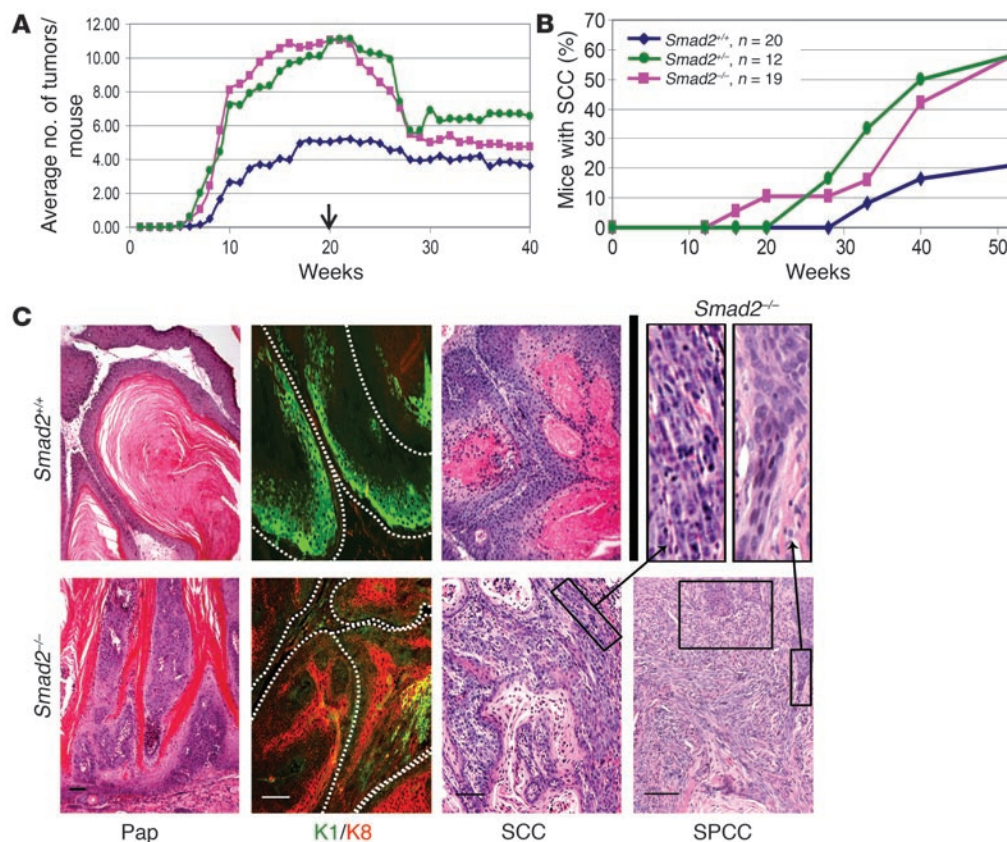 A
Average no. of tumors/
mouse
12.00
10.00
8.00
6.00
4.00
2.00
0.00
0
10
20
30
40
Weeks
B
Mice with SCC (%)
70
60
50
40
30
20
10
0
Smad2+/+, n = 20
Smad2+/–, n = 12
Smad2–/–, n = 19
0
10
20
30
40
50
Weeks
C
Smad2–/–
Smad2+/+
Smad2–/–
Pap
K1/K8
SCC
SPCC